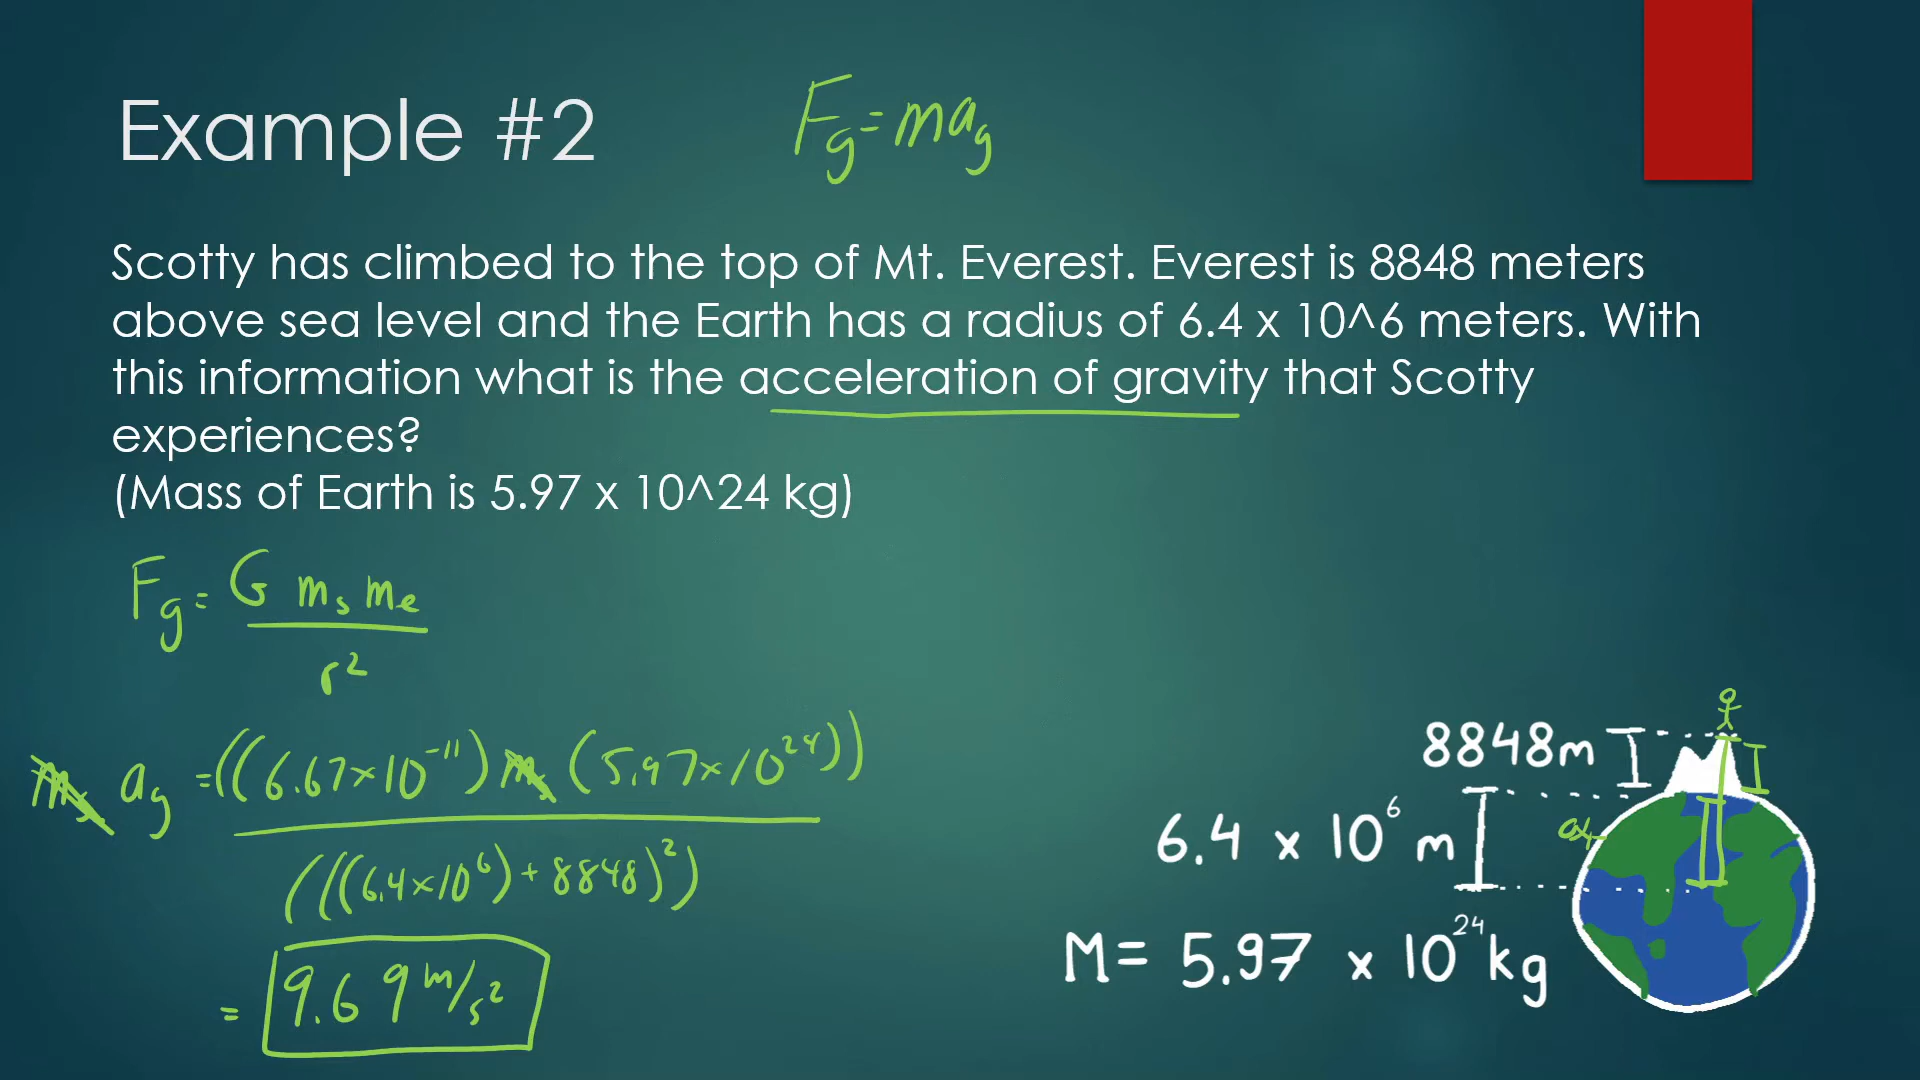 Example #2
Fg = mag
Scotty has climbed to the top of Mt. Everest. Everest is 8848 meters
above sea level and the Earth has a radius of 6.4 x 10^6 meters. With
this information what is the acceleration of gravity that Scotty
experiences?
(Mass of Earth is 5.97 x 10^24 kg)
Fg = G ms me
r²
ms ag = ((6.67×10⁻¹¹) ms (5.97×10²⁴))
(((6.4×10⁶) + 8848)²)
= 9.69 m/s²
8848m
6.4 x 10⁶ m
M = 5.97 x 10²⁴ kg